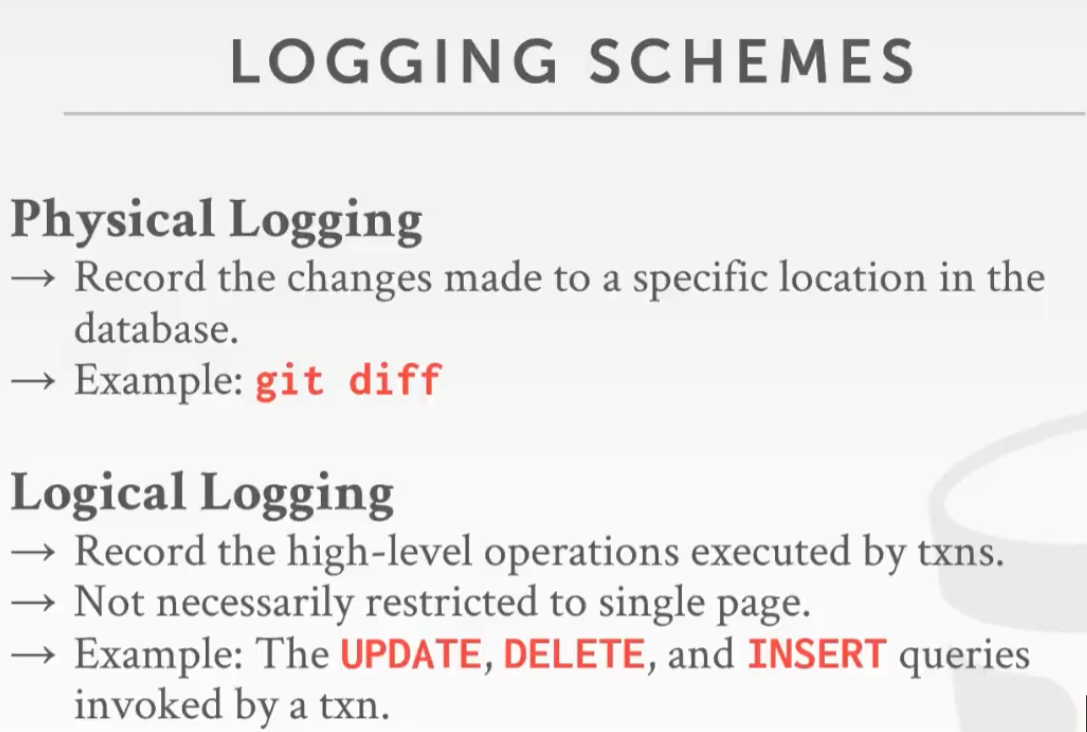 LOGGING SCHEMES
Physical Logging
→ Record the changes made to a specific location in the
database.
→ Example: git diff
Logical Logging
→ Record the high-level operations executed by txns.
→ Not necessarily restricted to single page.
→ Example: The UPDATE, DELETE, and INSERT queries
invoked by a txn.